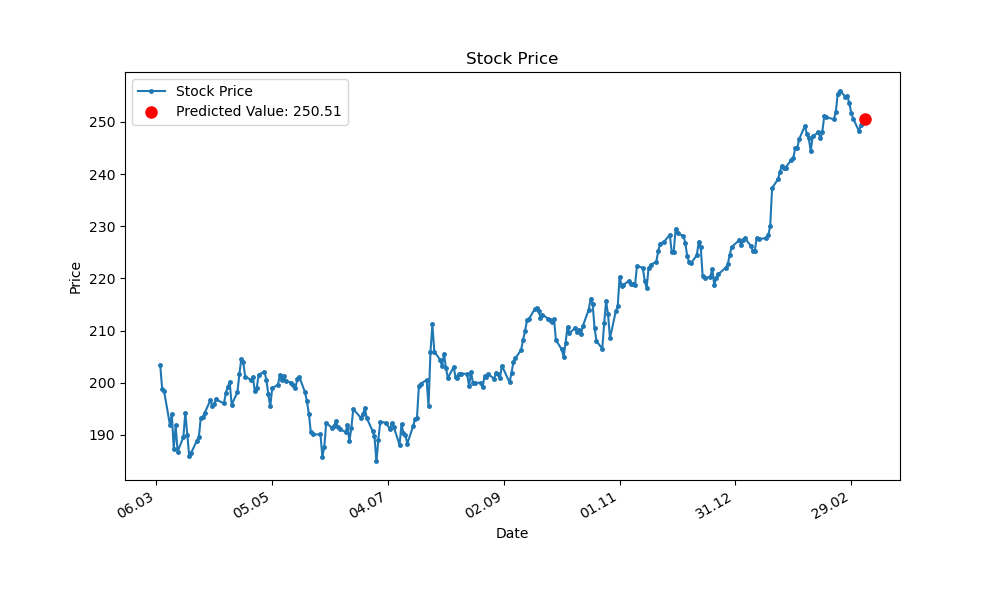 Stock Price
Stock Price
Predicted Value: 250.51
250
240
230
220
210
200
190
Price
06.03
05.05
04.07
02.09
01.11
31.12
29.02
Date